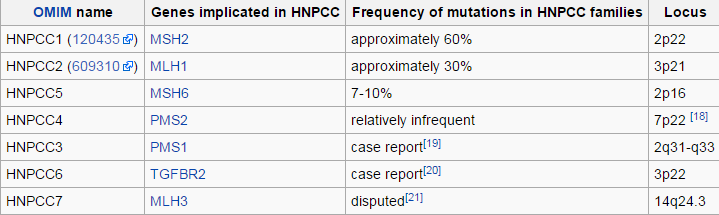 OMIM name Genes implicated in HNPCC Frequency of mutations in HNPCC families Locus
HNPCC1 (120435) MSH2 approximately 60% 2p22
HNPCC2 (609310) MLH1 approximately 30% 3p21
HNPCC5 MSH6 7-10% 2p16
HNPCC4 PMS2 relatively infrequent 7p22 [18]
HNPCC3 PMS1 case report[19] 2q31-q33
HNPCC6 TGFBR2 case report[20] 3p22
HNPCC7 MLH3 disputed[21] 14q24.3